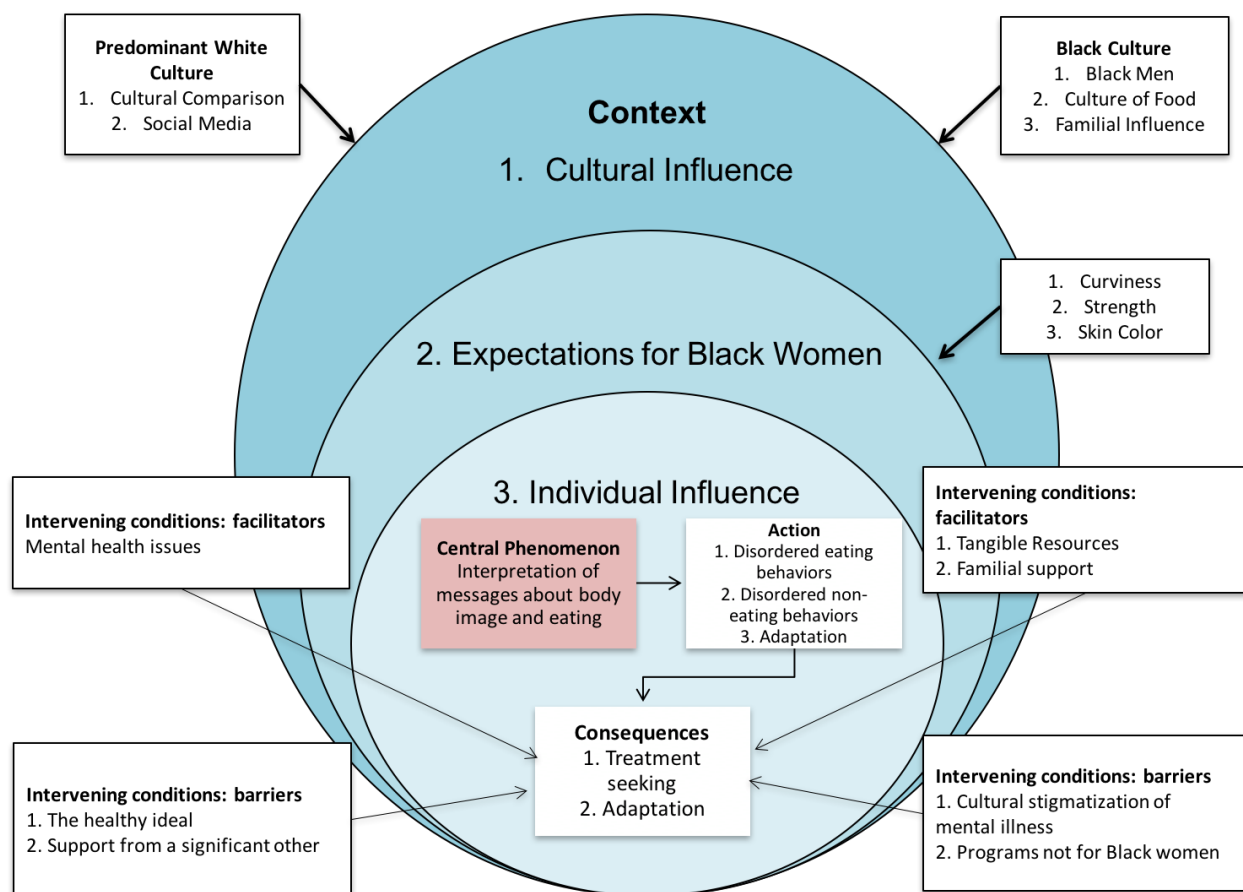 Predominant White
Culture
1. Cultural Comparison
2. Social Media
Black Culture
1. Black Men
2. Culture of Food
3. Familial Influence
Context
1. Cultural Influence
1. Curviness
2. Strength
3. Skin Color
2. Expectations for Black Women
3. Individual Influence
Intervening conditions: facilitators
Mental health issues
Central Phenomenon
Interpretation of
messages about body
image and eating
Action
1. Disordered eating
behaviors
2. Disordered non-
eating behaviors
3. Adaptation
Intervening conditions:
facilitators
1. Tangible Resources
2. Familial support
Consequences
1. Treatment
seeking
2. Adaptation
Intervening conditions: barriers
1. The healthy ideal
2. Support from a significant other
Intervening conditions: barriers
1. Cultural stigmatization of
mental illness
2. Programs not for Black women